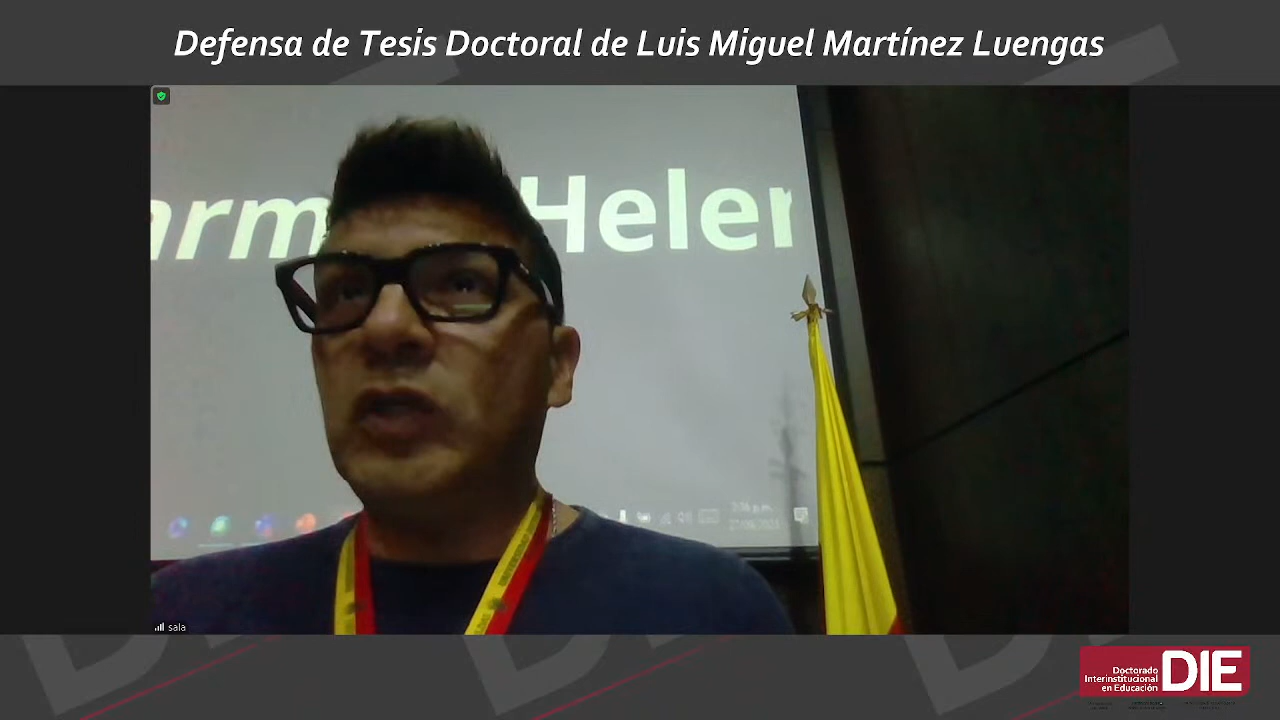 Defensa de Tesis Doctoral de Luis Miguel Martínez Luengas
arm Helen
sala
Doctorado
Interinstitucional
en Educación
DIE